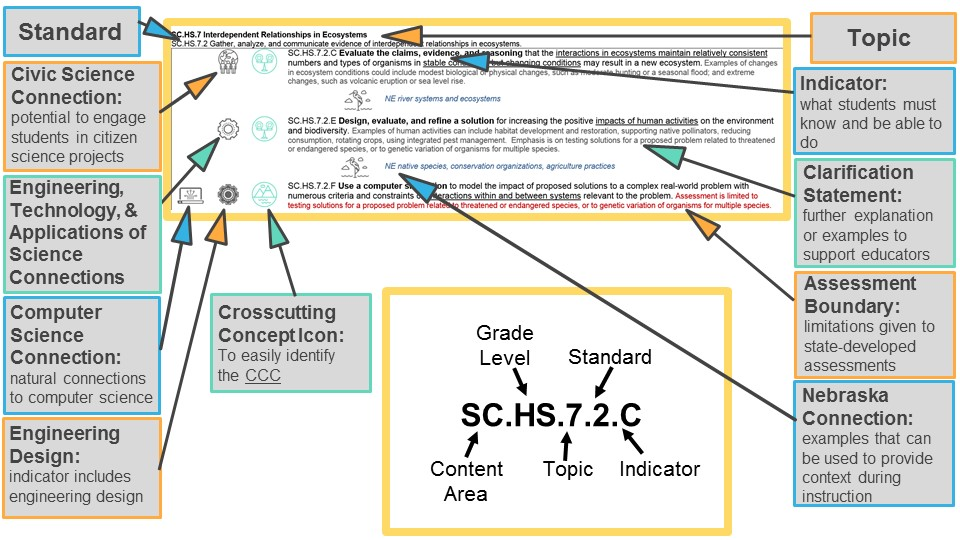 Standard
SC.HS.7 Interdependent Relationships in Ecosystems
SC.HS.7.2 Gather, analyze, and communicate evidence of interdependent relationships in ecosystems.
SC.HS.7.2.C Evaluate the claims, evidence, and reasoning that the interactions in ecosystems maintain relatively consistent
numbers and types of organisms in stable conditions, but changing conditions may result in a new ecosystem. Examples of changes
in ecosystem conditions could include modest biological or physical changes, such as moderate hunting or a seasonal flood; and extreme
changes, such as volcanic eruption or sea level rise.
NE river systems and ecosystems
SC.HS.7.2.E Design, evaluate, and refine a solution for increasing the positive impacts of human activities on the environment
and biodiversity. Examples of human activities can include habitat development and restoration, supporting native pollinators, reducing
consumption, rotating crops, using integrated pest management. Emphasis is on testing solutions for a proposed problem related to threatened
or endangered species, or to genetic variation of organisms for multiple species.
NE native species, conservation organizations, agriculture practices
SC.HS.7.2.F Use a computer simulation to model the impact of proposed solutions to a complex real-world problem with
numerous criteria and constraints on interactions within and between systems relevant to the problem. Assessment is limited to
testing solutions for a proposed problem related to threatened or endangered species, or to genetic variation of organisms for multiple species.
Topic
Civic Science
Connection:
potential to engage
students in citizen
science projects
Engineering,
Technology, &
Applications of
Science
Connections
Computer
Science
Connection:
natural connections
to computer science
Engineering
Design:
indicator includes
engineering design
Crosscutting
Concept Icon:
To easily identify
the CCC
Grade
Level
Standard
SC.HS.7.2.C
Content
Area
Topic
Indicator
Indicator:
what students must
know and be able to
do
Clarification
Statement:
further explanation
or examples to
support educators
Assessment
Boundary:
limitations given to
state-developed
assessments
Nebraska
Connection:
examples that can
be used to provide
context during
instruction